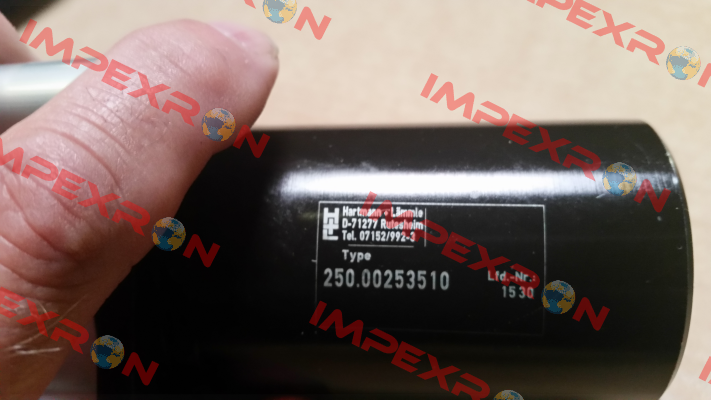 IMPEXRON
IMPEXRON
IMPEXRON
IMPEXRON
IMPEXRON
IMPEXRON
IMPEXRON
IMPEXRON
HL
Hartmann + Lämmle
D-71277 Rutesheim
Tel. 07152/992-3
Type
250.00253510
Lfd.-Nr.:
1530